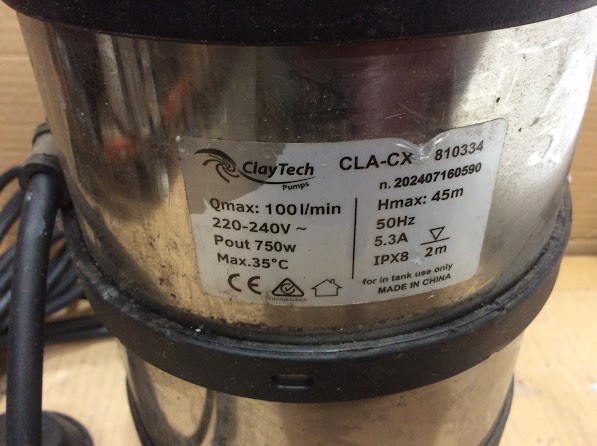 ClayTech
Pumps
CLA-CX 810334
n. 202407160590
Qmax: 100 l/min
Hmax: 45m
220-240V ~
50Hz
Pout 750w
5.3A
Max.35°C
IPX8 2m
CE
for in tank use only
MADE IN CHINA